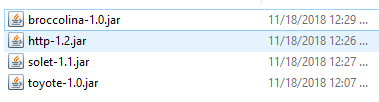 broccolina-1.0.jar 11/18/2018 12:29 ...
http-1.2.jar 11/18/2018 12:26 ...
solet-1.1.jar 11/18/2018 12:27 ...
toyote-1.0.jar 11/18/2018 12:07 ...